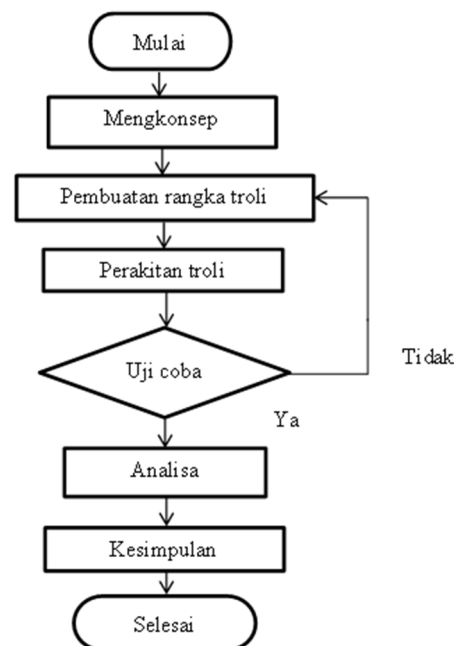 Mulai
Mengkonsep
Pembuatan rangka troli
Perakitan troli
Uji coba
Tidak
Ya
Analisa
Kesimpulan
Selesai